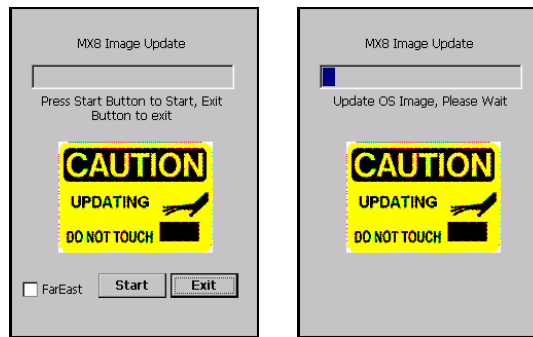 MX8 Image Update
Press Start Button to Start, Exit
Button to exit
CAUTION
UPDATING
DO NOT TOUCH
FarEast
Start
Exit
MX8 Image Update
Update OS Image, Please Wait
CAUTION
UPDATING
DO NOT TOUCH